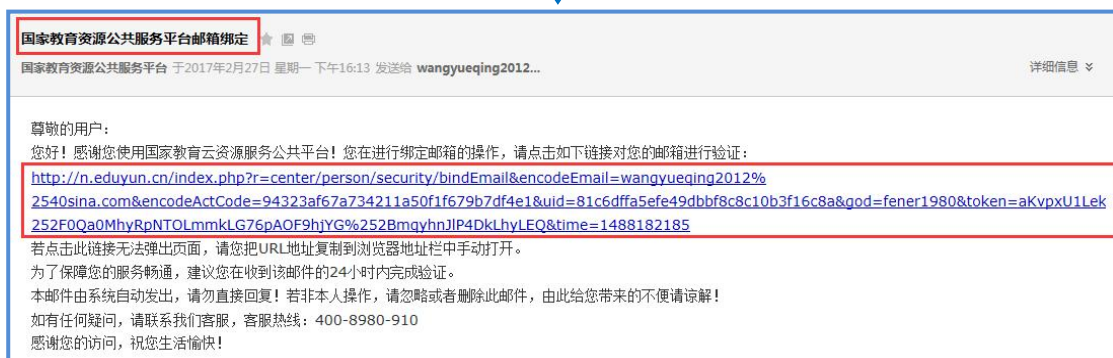 国家教育资源公共服务平台邮箱绑定
国家教育资源公共服务平台 于2017年2月27日 星期一 下午16:13 发送给 wangyueqing2012...
详细信息
尊敬的用户：
您好！感谢您使用国家教育云资源服务公共平台！您在进行绑定邮箱的操作，请点击如下链接对您的邮箱进行验证：
http://n.eduyun.cn/index.php?r=center/person/security/bindEmail&encodeEmail=wangyueqing2012%
2540sina.com&encodeActCode=94323af67a734211a50f1f679b7df4e1&uid=81c6dffa5efe49dbbf8c8c10b3f16c8a&god=fener1980&token=aKvpxU1Lek
252F0Qa0MhyRpNTOLmmkLG76pAOF9hjYG%252BmqyhnJlP4DkLhyLEQ&time=1488182185
若点击此链接无法弹出页面，请您把URL地址复制到浏览器地址栏中手动打开。
为了保障您的服务畅通，建议您在收到该邮件的24小时内完成验证。
本邮件由系统自动发出，请勿直接回复！若非本人操作，请忽略或者删除此邮件，由此给您带来的不便请谅解！
如有任何疑问，请联系我们客服，客服热线：400-8980-910
感谢您的访问，祝您生活愉快！